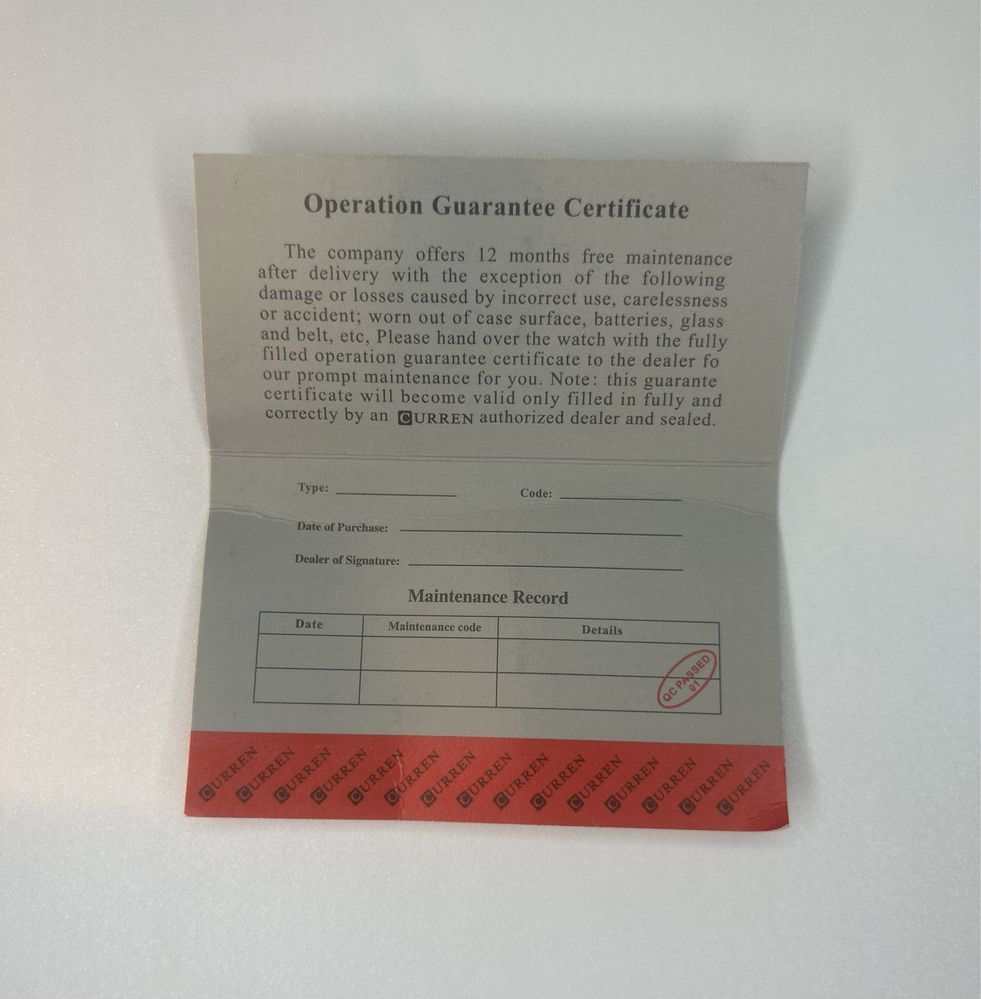 Operation Guarantee Certificate
The company offers 12 months free maintenance
after delivery with the exception of the following
damage or losses caused by incorrect use, carelessness
or accident; worn out of case surface, batteries, glass
and belt, etc, Please hand over the watch with the fully
filled operation guarantee certificate to the dealer fo
our prompt maintenance for you. Note: this guarante
certificate will become valid only filled in fully and
correctly by an CURREN authorized dealer and sealed.
Type: Code:
Date of Purchase:
Dealer of Signature:
Maintenance Record
Date Maintenance code Details
QC PASSED
01
CURREN CURREN CURREN CURREN CURREN CURREN CURREN CURREN CURREN CURREN CURREN CURREN CURREN CURREN CURREN